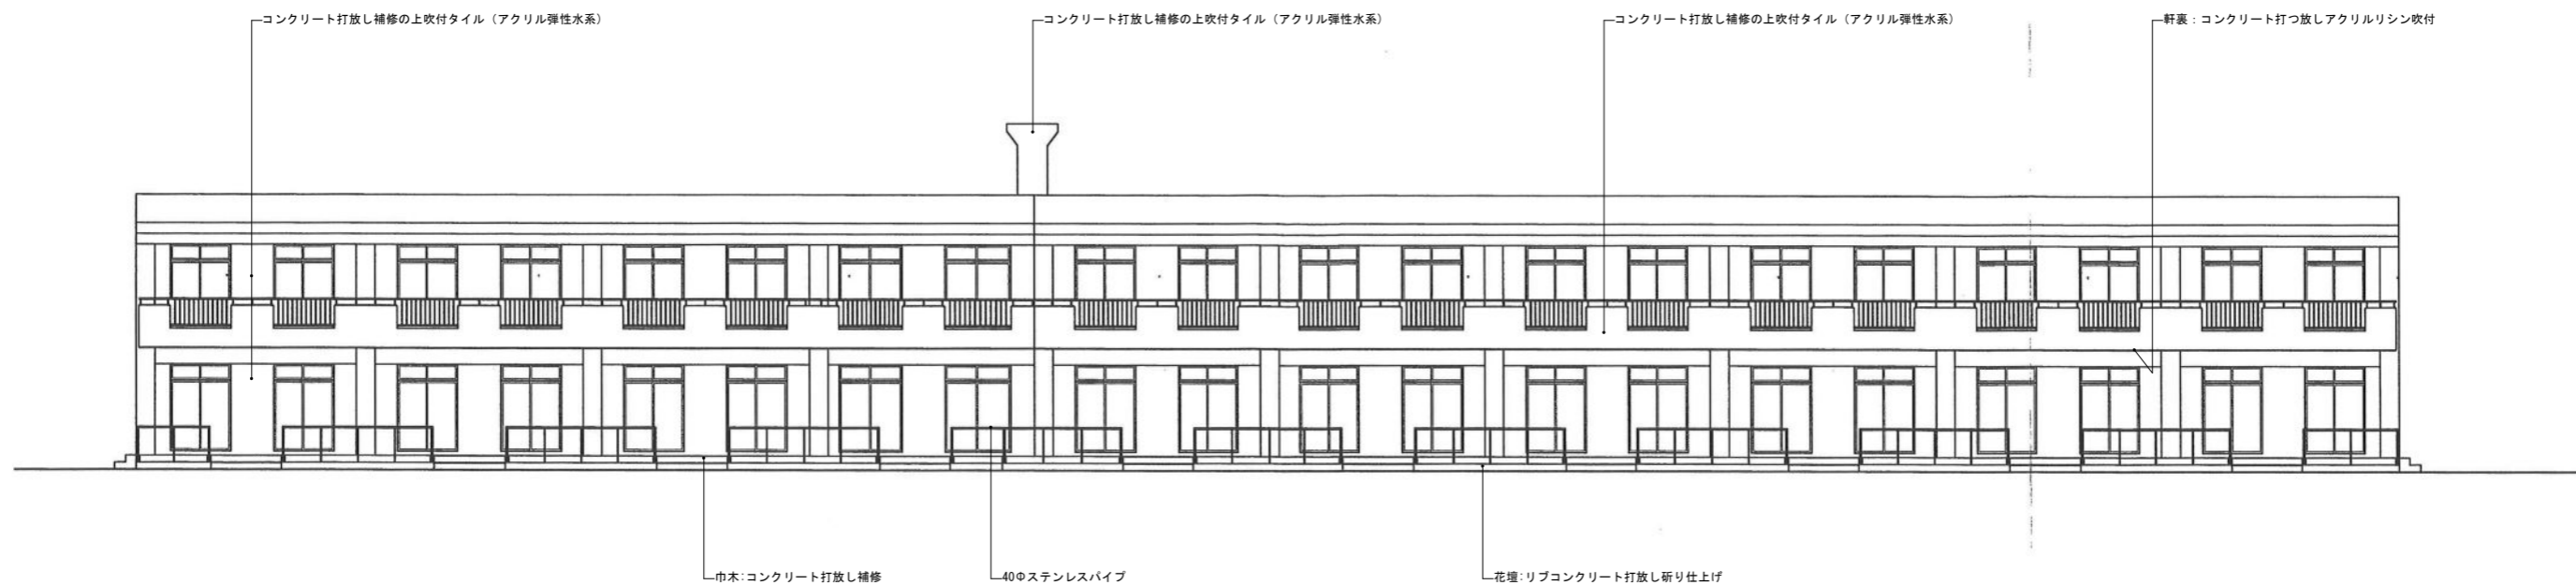 コンクリート打放し補修の上吹付タイル（アクリル弾性水系）
コンクリート打放し補修の上吹付タイル（アクリル弾性水系）
コンクリート打放し補修の上吹付タイル（アクリル弾性水系）
軒裏：コンクリート打つ放しアクリルリシン吹付
巾木：コンクリート打放し補修
40Φステンレスパイプ
花壇：リブコンクリート打放し斫り仕上げ